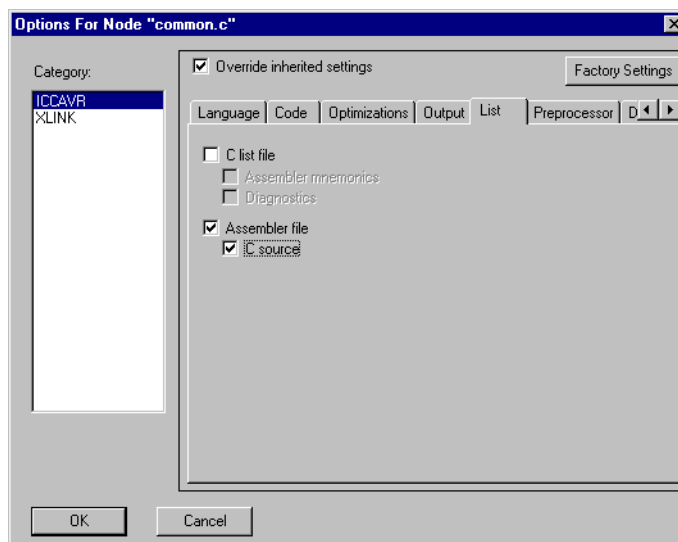 Options For Node "common.c"
Category:
ICCAVR
XLINK
Override inherited settings
Factory Settings
Language Code Optimizations Output List Preprocessor D
C list file
Assembler mnemonics
Diagnostics
Assembler file
C source
OK Cancel